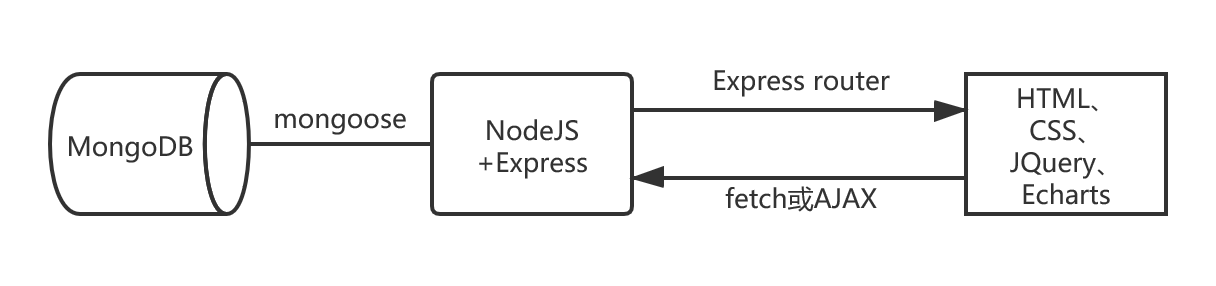 MongoDB
mongoose
NodeJS
+Express
Express router
fetch或AJAX
HTML、
CSS、
JQuery、
Echarts